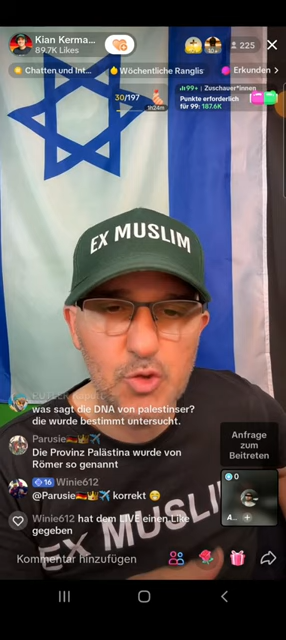 Kian Kerma...
89.7K Likes
225
Chatten und Int...
Wöchentliche Ranglis
Erkunden >
30/197
1h24m
99+ | Zuschauer*innen
Punkte erforderlich
für 99: 187.6K
EX MUSLIM
was sagt die DNA von palestinser?
die wurde bestimmt untersucht.
Parusie
Die Provinz Palästina wurde von
Römer so genannt
16 Winie612
@Parusie korrekt
Winie612 hat dem LIVE einen Like
gegeben
Anfrage
zum
Beitreten
0
A... +
EX MUSLI
Kommentar hinzufügen